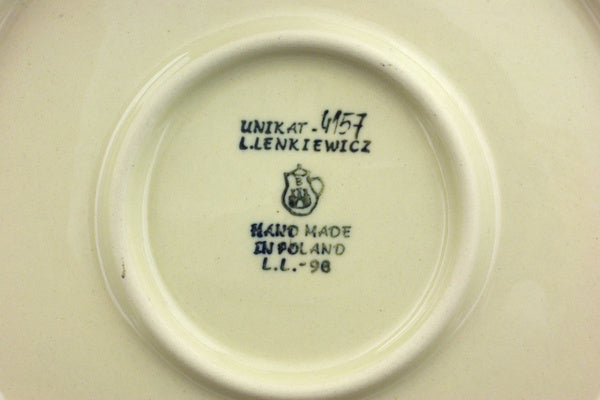 UNIKAT-4157
L.LENKIEWICZ
HAND MADE
IN POLAND
L.L.-98